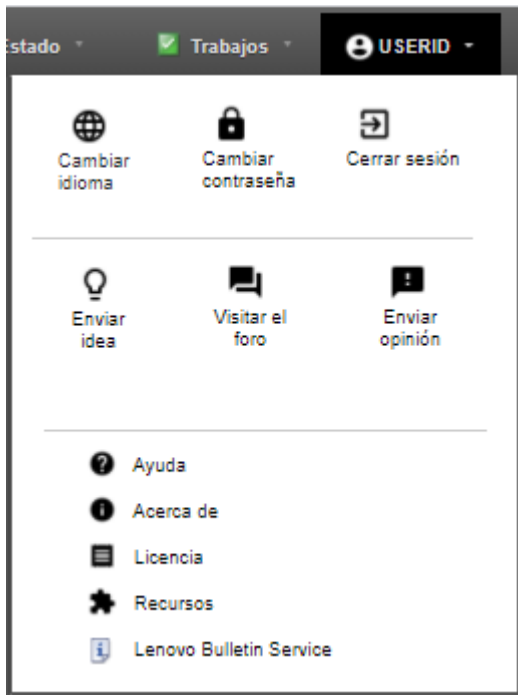 Estado
Trabajos
USERID
Cambiar
idioma
Cambiar
contraseña
Cerrar sesión
Enviar
idea
Visitar el
foro
Enviar
opinión
Ayuda
Acerca de
Licencia
Recursos
Lenovo Bulletin Service